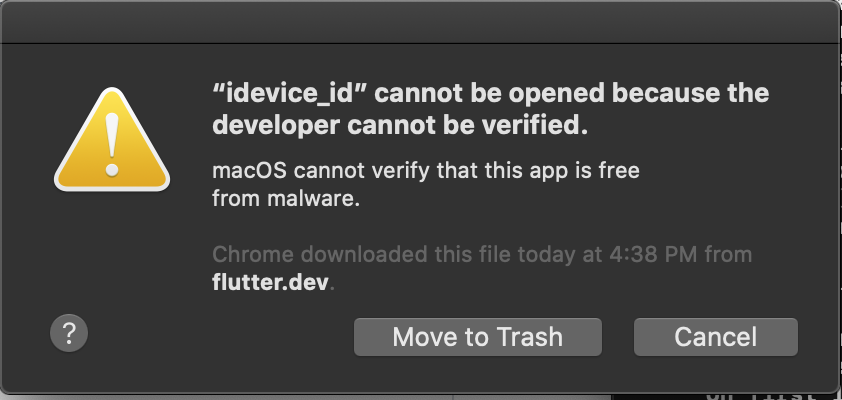 “idevice_id” cannot be opened because the
developer cannot be verified.
macOS cannot verify that this app is free
from malware.
Chrome downloaded this file today at 4:38 PM from
flutter.dev.
?
Move to Trash
Cancel